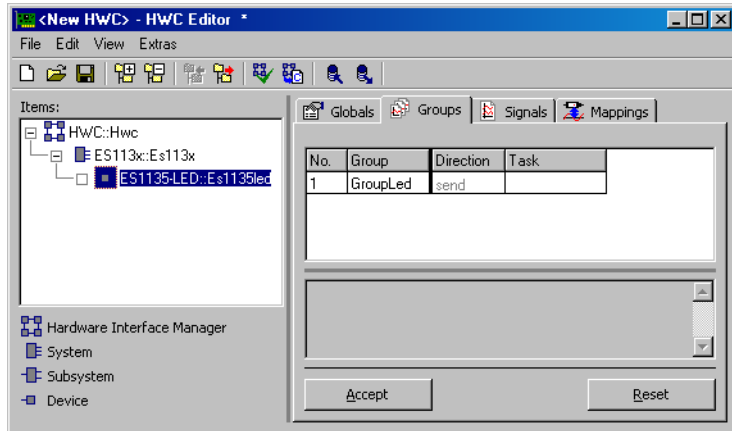 <New HWC> - HWC Editor *
File Edit View Extras
Items:
HWC::Hwc
ES113x::Es113x
ES1135-LED::Es1135led
Hardware Interface Manager
System
Subsystem
Device
Globals Groups Signals Mappings
No. Group Direction Task
1 GroupLed send
Accept Reset